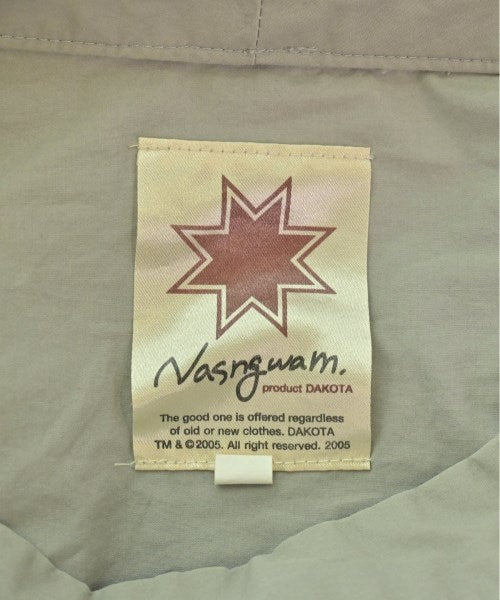 Nasngwam.
product DAKOTA
The good one is offered regardless
of old or new clothes. DAKOTA
TM & ©2005. All right reserved. 2005